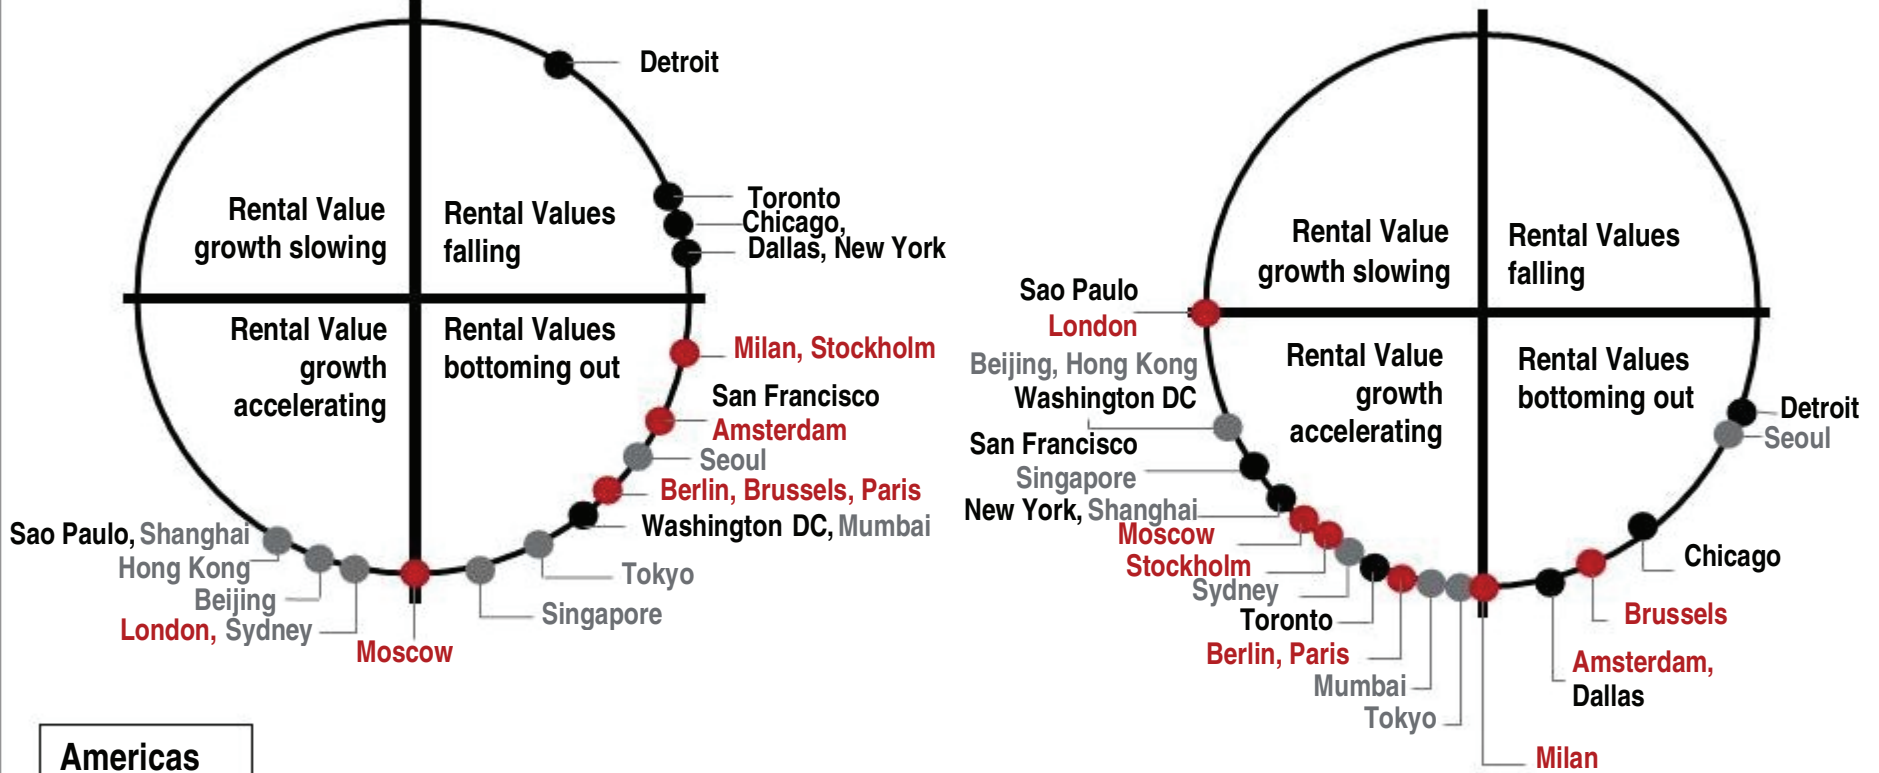 Detroit
Toronto
Chicago,
Dallas, New York
Rental Value
growth slowing
Rental Values
falling
Rental Value
growth
accelerating
Rental Values
bottoming out
Milan, Stockholm
San Francisco
Amsterdam
Seoul
Berlin, Brussels, Paris
Washington DC, Mumbai
Tokyo
Singapore
Moscow
Sao Paulo, Shanghai
Hong Kong
Beijing
London, Sydney
Americas
Rental Value
growth slowing
Rental Values
falling
Rental Value
growth
accelerating
Rental Values
bottoming out
Sao Paulo
London
Beijing, Hong Kong
Washington DC
San Francisco
Singapore
New York, Shanghai
Moscow
Stockholm
Sydney
Toronto
Berlin, Paris
Mumbai
Tokyo
Milan
Detroit
Seoul
Chicago
Brussels
Amsterdam,
Dallas